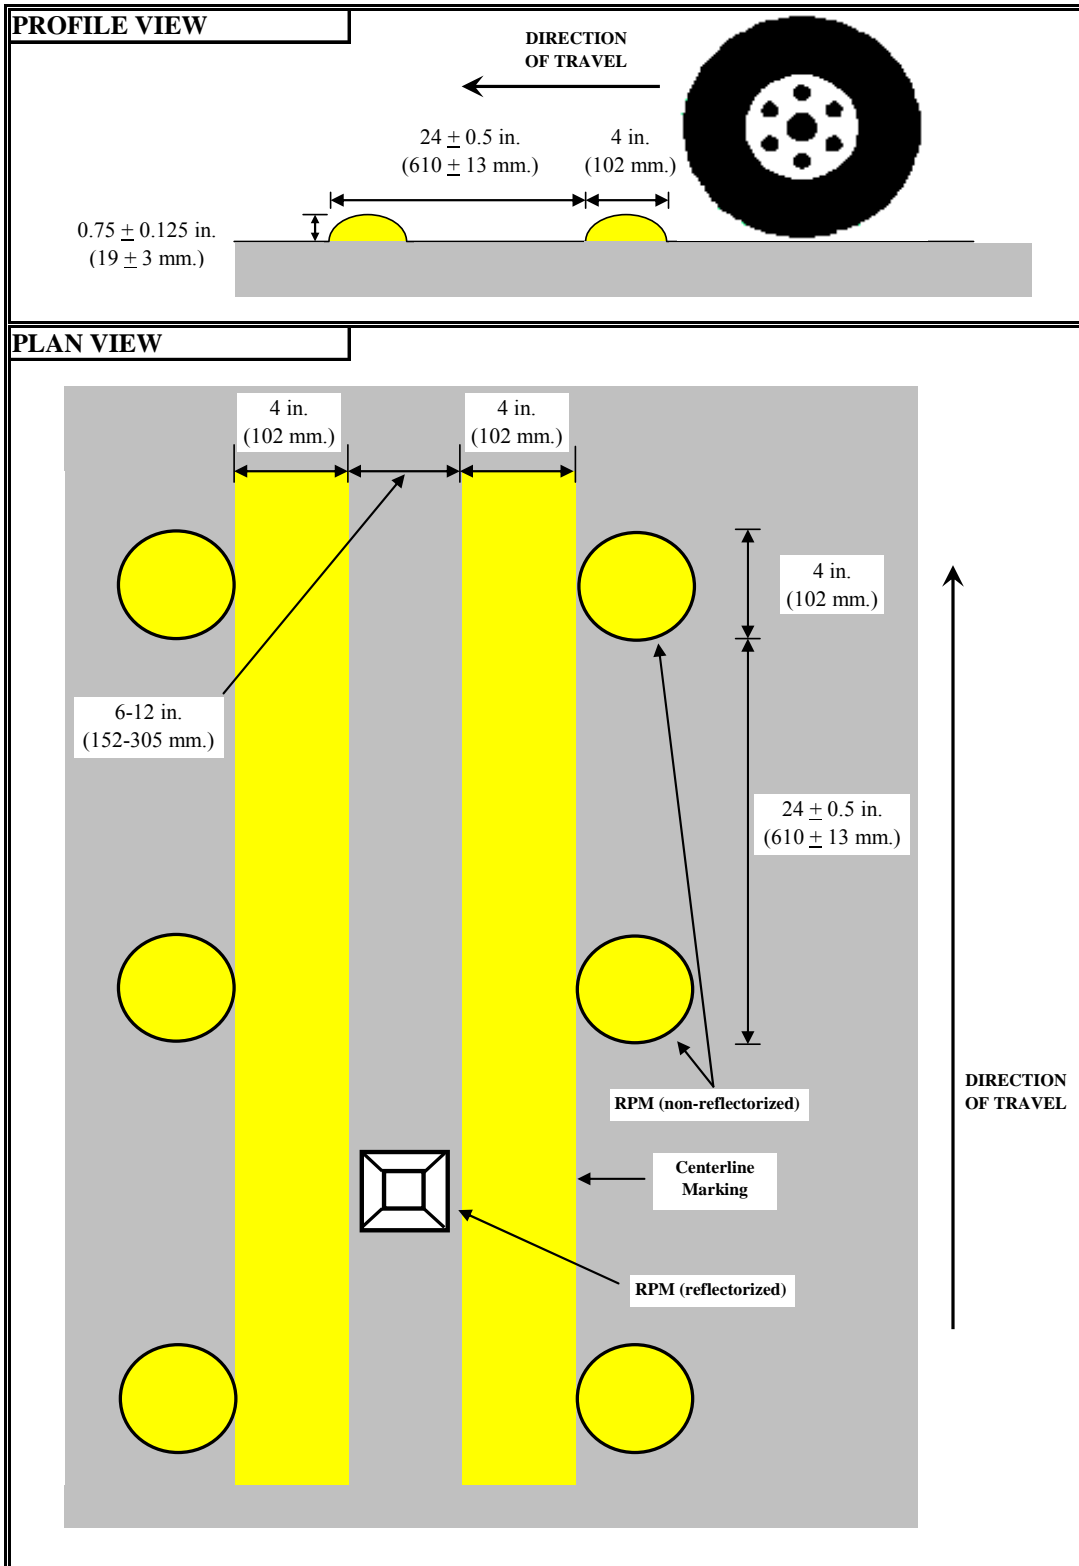 PROFILE VIEW
DIRECTION
OF TRAVEL
24 ± 0.5 in.
(610 ± 13 mm.)
4 in.
(102 mm.)
0.75 ± 0.125 in.
(19 ± 3 mm.)
PLAN VIEW
4 in.
(102 mm.)
4 in.
(102 mm.)
4 in.
(102 mm.)
6-12 in.
(152-305 mm.)
24 ± 0.5 in.
(610 ± 13 mm.)
RPM (non-reflectorized)
DIRECTION
OF TRAVEL
Centerline
Marking
RPM (reflectorized)